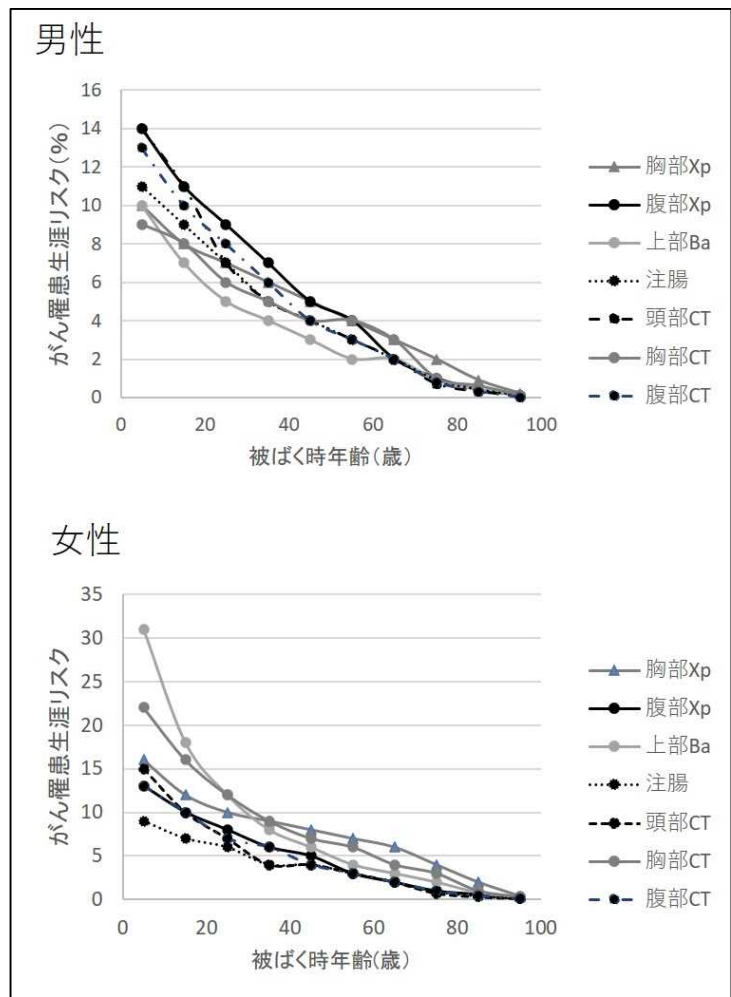 男性
がん罹患生涯リスク(%)
16
14
12
10
8
6
4
2
0
0 20 40 60 80 100
被ばく時年齢(歳)
胸部Xp
腹部Xp
上部Ba
注腸
頭部CT
胸部CT
腹部CT
女性
がん罹患生涯リスク
35
30
25
20
15
10
5
0
0 20 40 60 80 100
被ばく時年齢(歳)
胸部Xp
腹部Xp
上部Ba
注腸
頭部CT
胸部CT
腹部CT